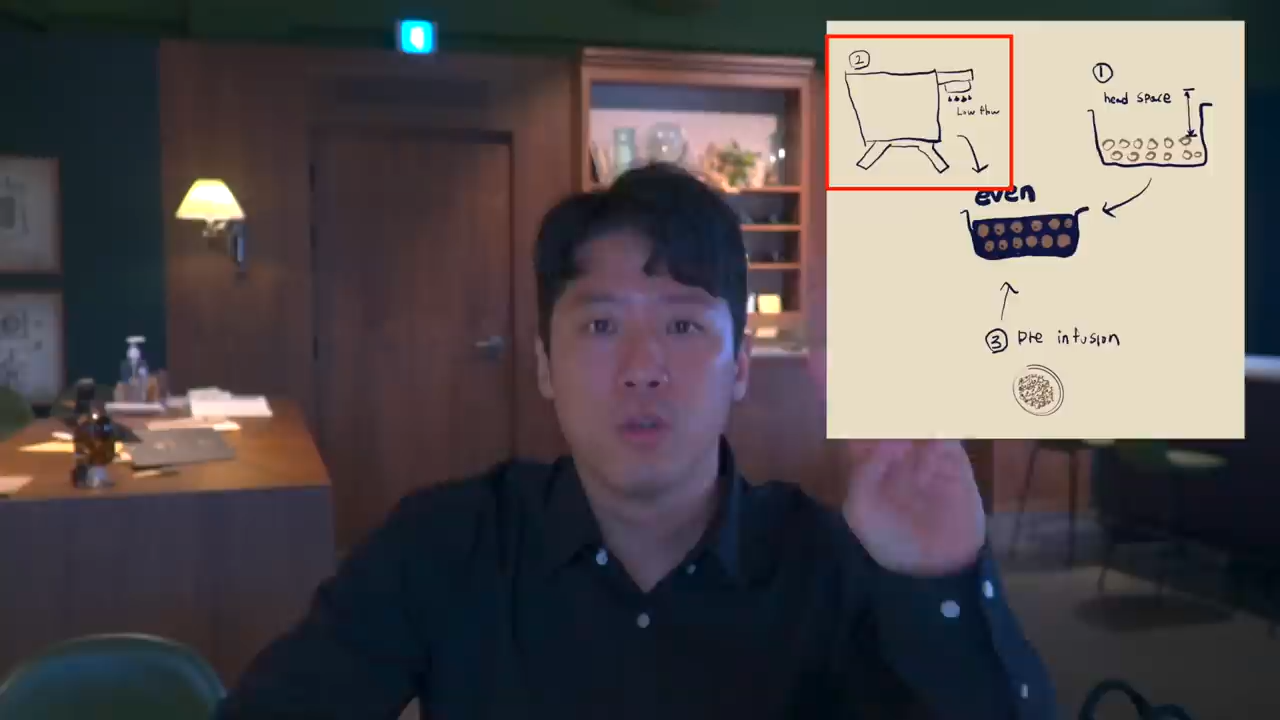 ②
Low flow
①
head space
even
③ pre infusion